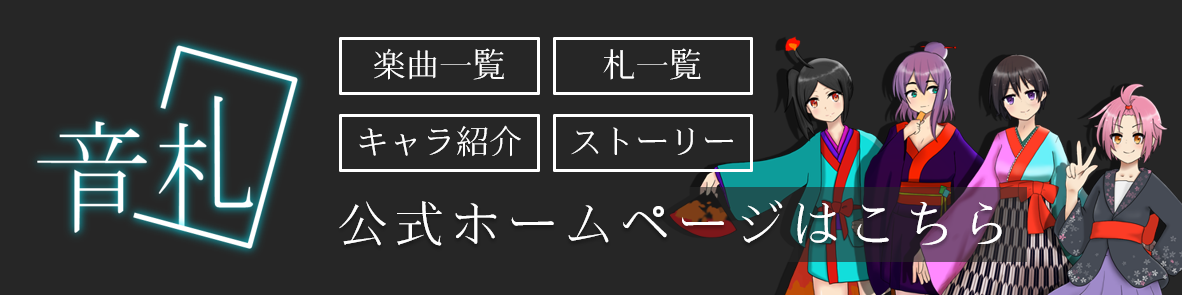 音札
楽曲一覧
札一覧
キャラ紹介
ストーリー
公式ホームページはこちら